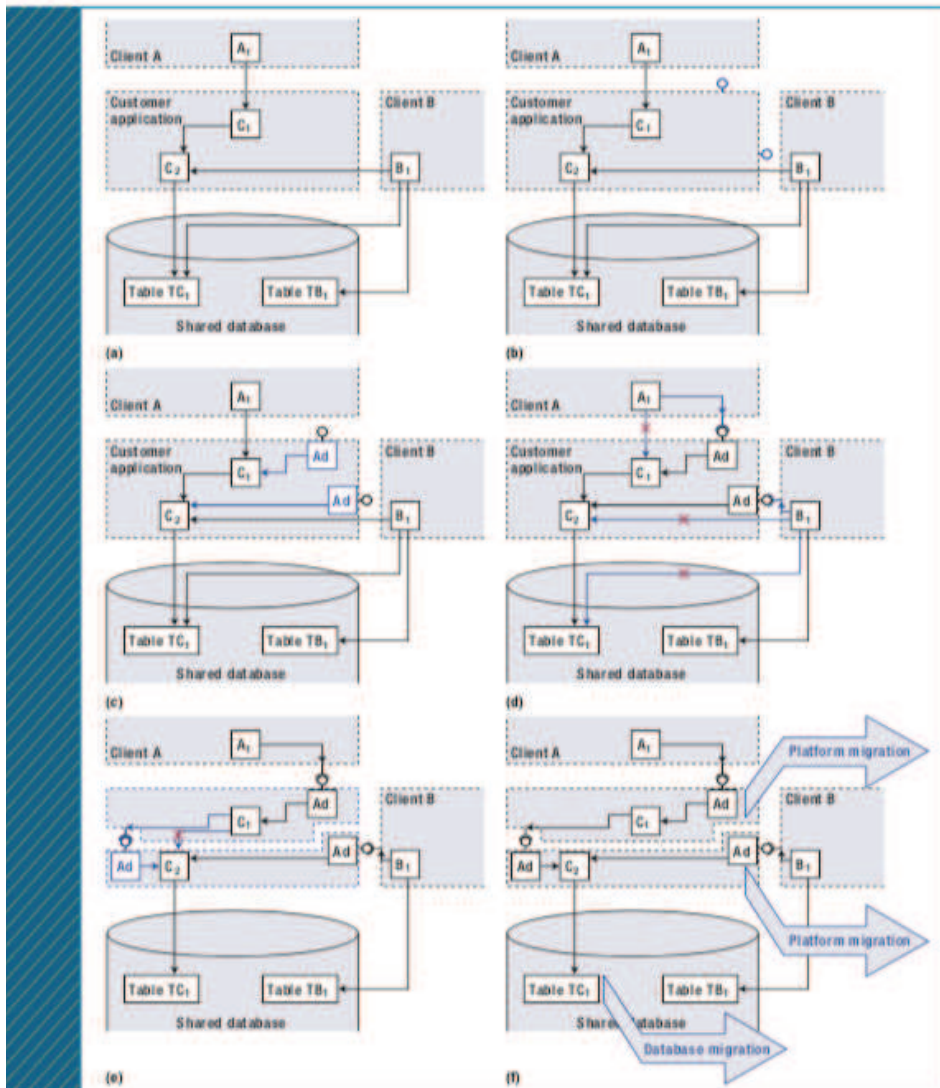 Client A
A1
Customer application
C1
Client B
C2
B1
Table TC1
Table TB1
Shared database
(a)
Client A
A1
Customer application
C1
Client B
C2
B1
Table TC1
Table TB1
Shared database
(b)
Client A
A1
Customer application
Ad
C1
Client B
Ad
C2
B1
Table TC1
Table TB1
Shared database
(c)
Client A
A1
Customer application
Ad
C1
Client B
Ad
C2
B1
Table TC1
Table TB1
Shared database
(d)
Client A
A1
Ad
C1
Client B
Ad
Ad
C2
B1
Table TC1
Table TB1
Shared database
(e)
Client A
A1
Platform migration
Ad
C1
Client B
Ad
Ad
C2
B1
Platform migration
Table TC1
Table TB1
Shared database
Database migration
(f)